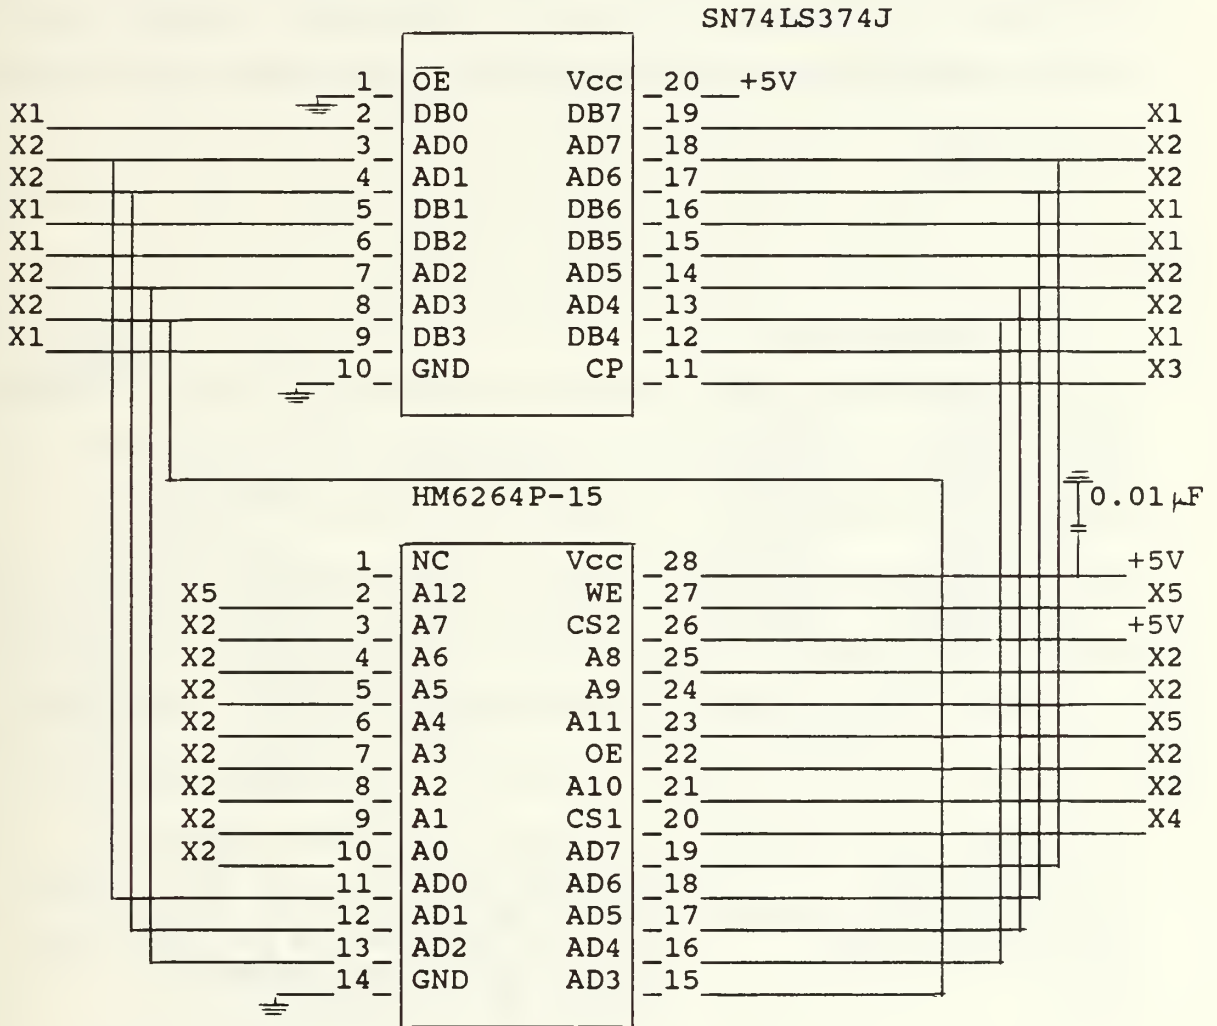 SN74LS374J
1 OE Vcc 20 +5V
X1 2 DB0 DB7 19 X1
X2 3 AD0 AD7 18 X2
X2 4 AD1 AD6 17 X2
X1 5 DB1 DB6 16 X1
X1 6 DB2 DB5 15 X1
X2 7 AD2 AD5 14 X2
X2 8 AD3 AD4 13 X2
X1 9 DB3 DB4 12 X1
10 GND CP 11 X3
HM6264P-15
0.01µF
1 NC Vcc 28 +5V
X5 2 A12 WE 27 X5
X2 3 A7 CS2 26 +5V
X2 4 A6 A8 25 X2
X2 5 A5 A9 24 X2
X2 6 A4 A11 23 X5
X2 7 A3 OE 22 X2
X2 8 A2 A10 21 X2
X2 9 A1 CS1 20 X4
X2 10 A0 AD7 19
11 AD0 AD6 18
12 AD1 AD5 17
13 AD2 AD4 16
14 GND AD3 15